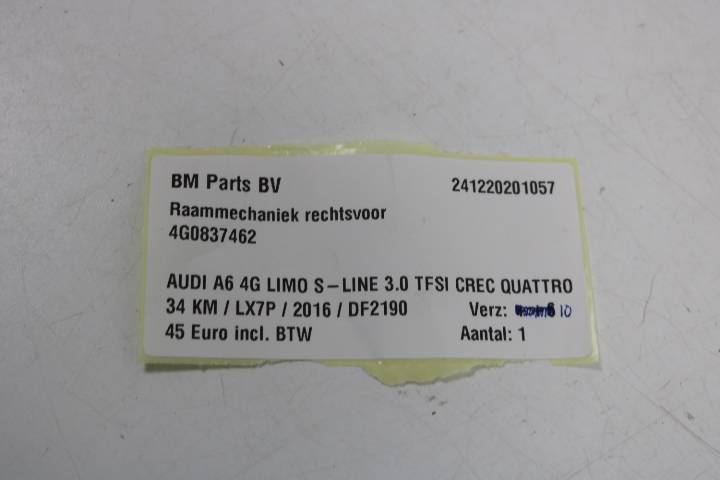 BM Parts BV 241220201057
Raammechaniek rechtsvoor
4G0837462
AUDI A6 4G LIMO S-LINE 3.0 TFSI CREC QUATTRO
34 KM / LX7P / 2016 / DF2190 Verz: 10
45 Euro incl. BTW Aantal: 1